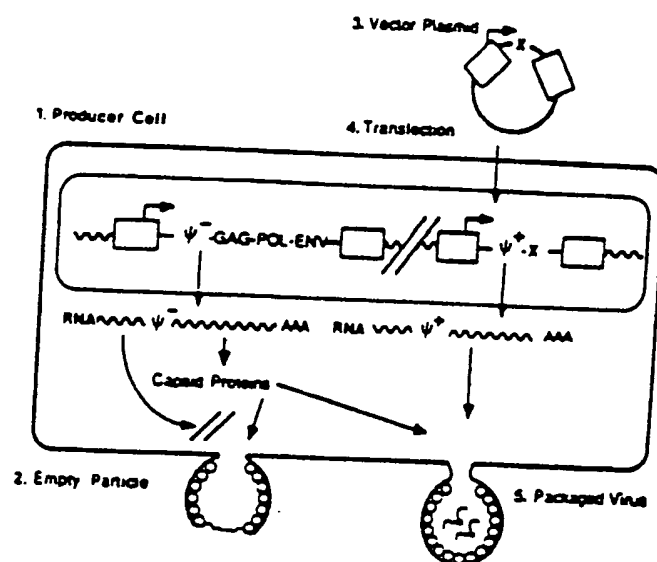 3. Vector Plasmid
X
1. Producer Cell
4. Transfection
ψ⁻-GAG-POL-ENV
ψ⁺-X
RNA ψ⁻ AAA
RNA ψ⁺ AAA
Capsid Proteins
2. Empty Particle
5. Packaged Virus